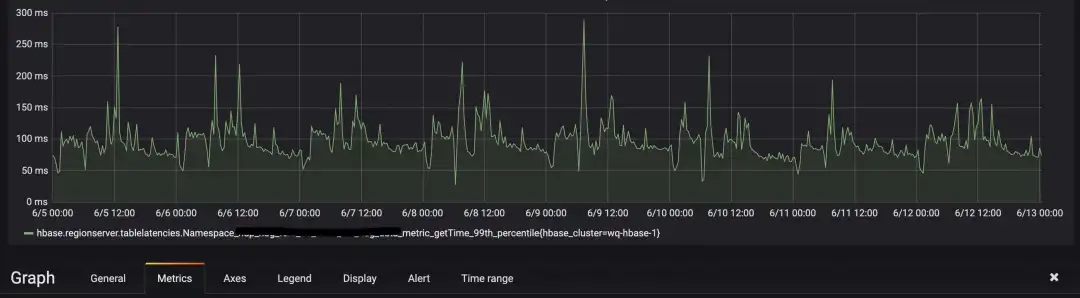 300 ms
250 ms
200 ms
150 ms
100 ms
50 ms
0 ms
6/5 00:00 6/5 12:00 6/6 00:00 6/6 12:00 6/7 00:00 6/7 12:00 6/8 00:00 6/8 12:00 6/9 00:00 6/9 12:00 6/10 00:00 6/10 12:00 6/11 00:00 6/11 12:00 6/12 00:00 6/12 12:00 6/13 00:00
hbase.regionserver.tablelatencies.Namespace_ _metric_getTime_99th_percentile{hbase_cluster=wq-hbase-1}
Graph General Metrics Axes Legend Display Alert Time range